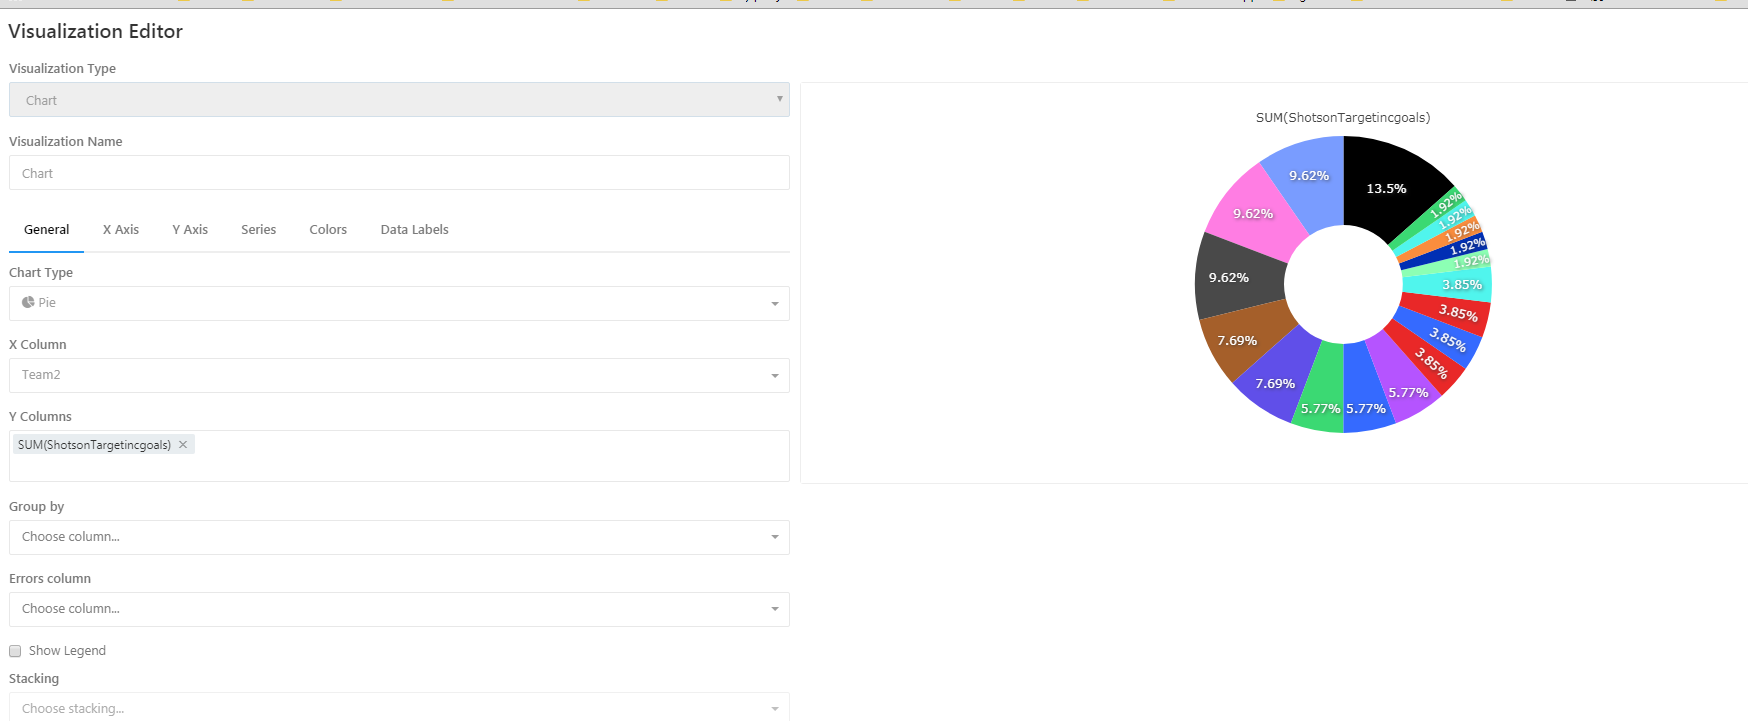 Visualization Editor
Visualization Type
Chart
Visualization Name
Chart
General X Axis Y Axis Series Colors Data Labels
Chart Type
Pie
X Column
Team2
Y Columns
SUM(ShotsonTargetincgoals) ×
Group by
Choose column...
Errors column
Choose column...
Show Legend
Stacking
Choose stacking...
SUM(ShotsonTargetincgoals)
13.5%
1.92%
1.92%
1.92%
1.92%
1.92%
3.85%
3.85%
3.85%
3.85%
5.77%
5.77%
5.77%
7.69%
7.69%
9.62%
9.62%
9.62%